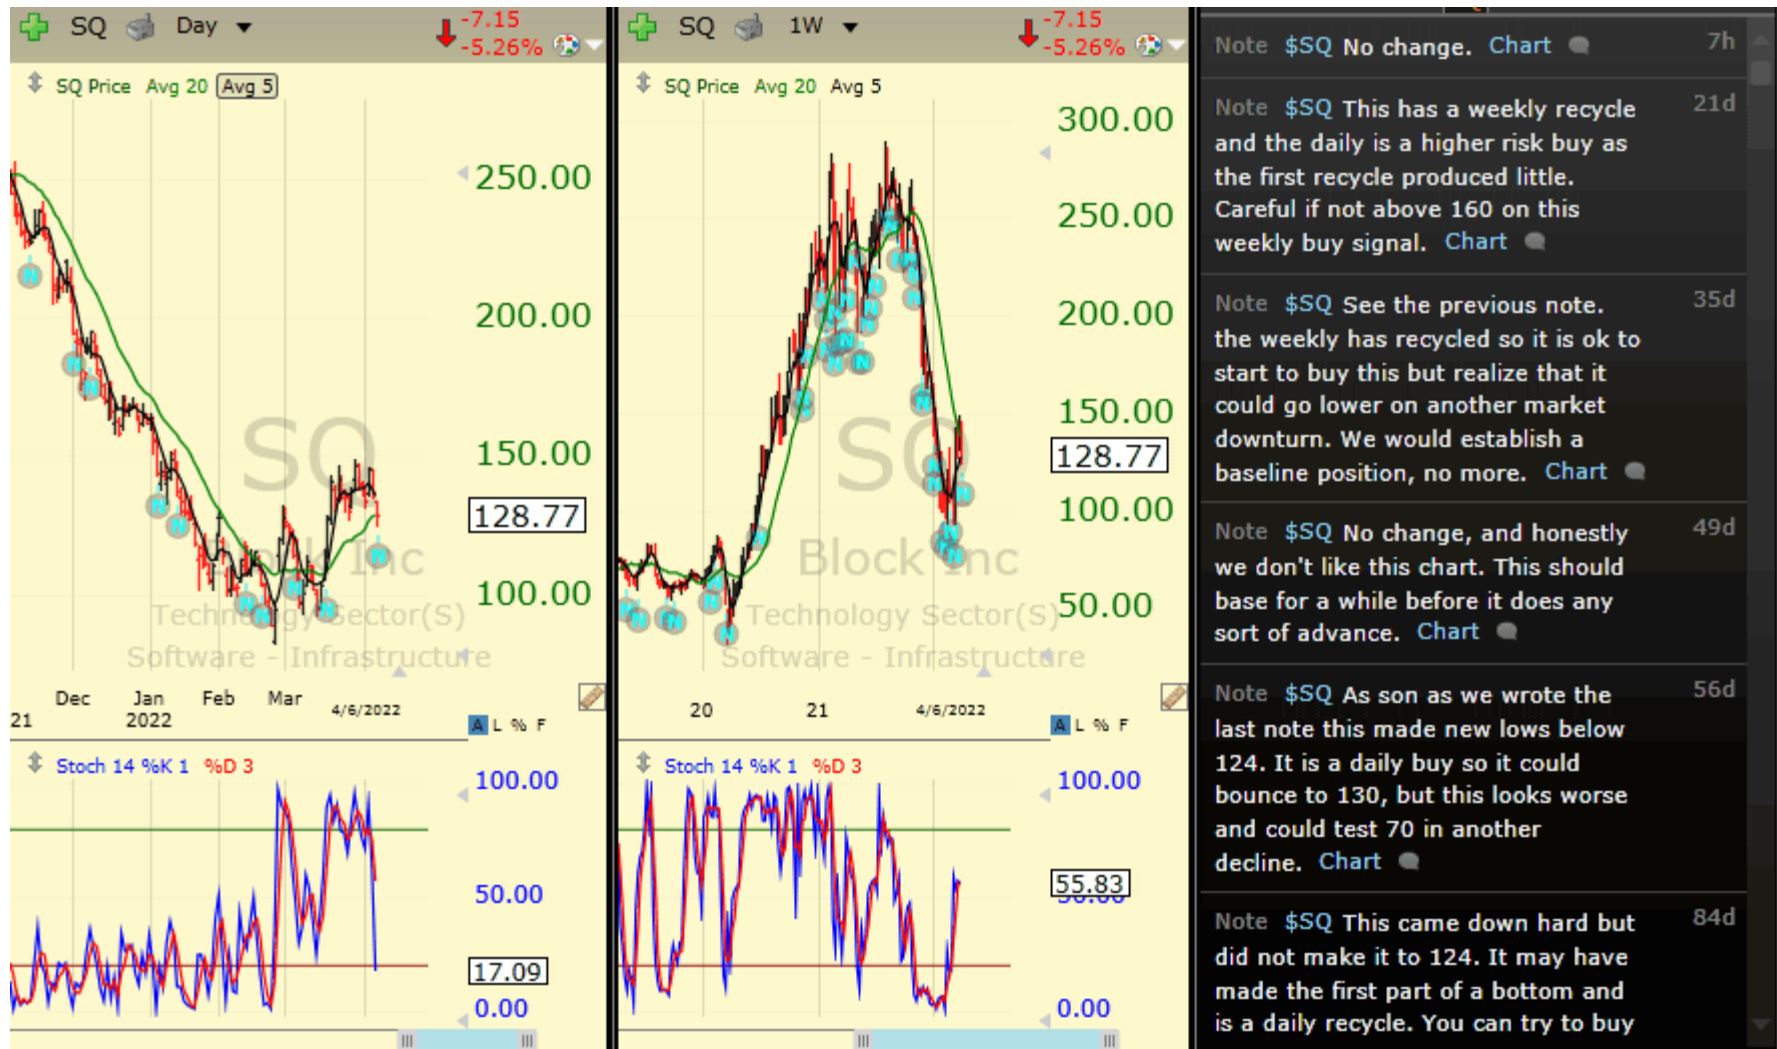 SQ Day -7.15
-5.26%
SQ Price Avg 20 Avg 5
250.00
200.00
150.00
128.77
100.00
SQ
Block Inc
Technology Sector(S)
Software - Infrastructure
Dec Jan Feb Mar 4/6/2022
21 2022
A L % F
Stoch 14 %K 1 %D 3
100.00
50.00
17.09
0.00
SQ 1W -7.15
-5.26%
SQ Price Avg 20 Avg 5
300.00
250.00
200.00
150.00
128.77
100.00
50.00
SQ
Block Inc
Technology Sector(S)
Software - Infrastructure
20 21 4/6/2022
A L % F
Stoch 14 %K 1 %D 3
100.00
55.83
50.00
0.00
Note $SQ No change. Chart 7h
Note $SQ This has a weekly recycle 21d
and the daily is a higher risk buy as
the first recycle produced little.
Careful if not above 160 on this
weekly buy signal. Chart
Note $SQ See the previous note. 35d
the weekly has recycled so it is ok to
start to buy this but realize that it
could go lower on another market
downturn. We would establish a
baseline position, no more. Chart
Note $SQ No change, and honestly 49d
we don't like this chart. This should
base for a while before it does any
sort of advance. Chart
Note $SQ As son as we wrote the 56d
last note this made new lows below
124. It is a daily buy so it could
bounce to 130, but this looks worse
and could test 70 in another
decline. Chart
Note $SQ This came down hard but 84d
did not make it to 124. It may have
made the first part of a bottom and
is a daily recycle. You can try to buy